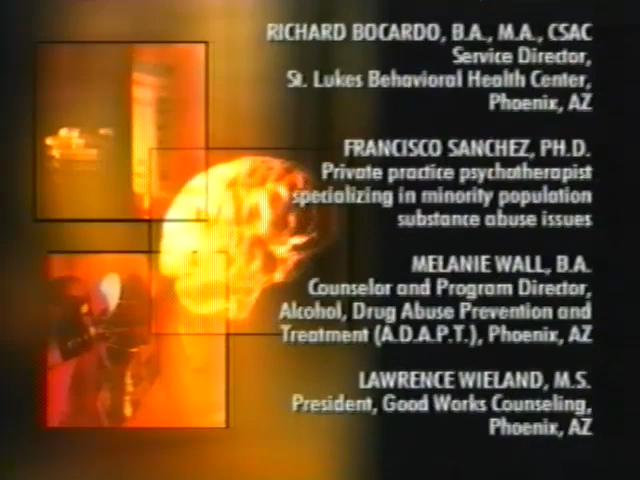 RICHARD BOCARDO, B.A., M.A., CSAC
Service Director,
St. Lukes Behavioral Health Center,
Phoenix, AZ
FRANCISCO SANCHEZ, PH.D.
Private practice psychotherapist
specializing in minority population
substance abuse issues
MELANIE WALL, B.A.
Counselor and Program Director,
Alcohol, Drug Abuse Prevention and
Treatment (A.D.A.P.T.), Phoenix, AZ
LAWRENCE WIELAND, M.S.
President, Good Works Counseling,
Phoenix, AZ